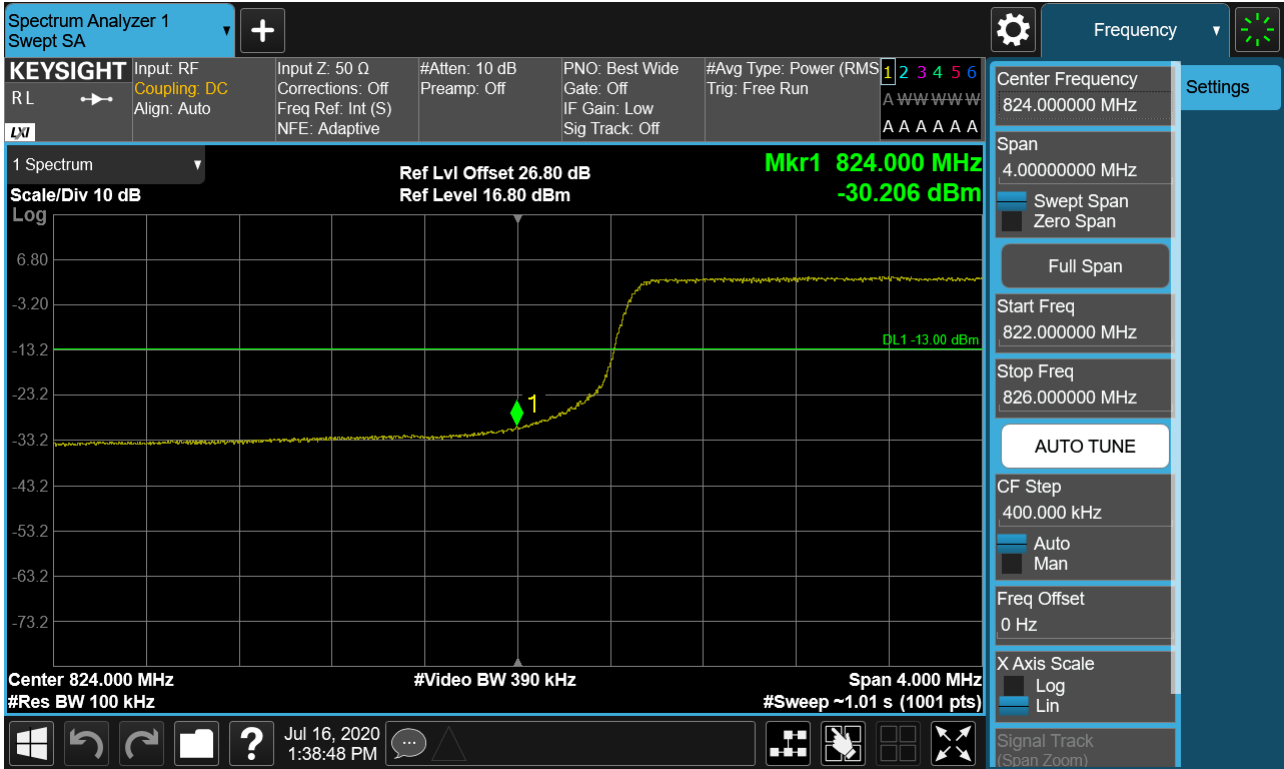 Spectrum Analyzer 1
Swept SA
Frequency
KEYSIGHT
R L
LXI
Input: RF
Coupling: DC
Align: Auto
Input Z: 50 Ω
Corrections: Off
Freq Ref: Int (S)
NFE: Adaptive
#Atten: 10 dB
Preamp: Off
PNO: Best Wide
Gate: Off
IF Gain: Low
Sig Track: Off
#Avg Type: Power (RMS
Trig: Free Run
1 2 3 4 5 6
A W W W W W
A A A A A A
1 Spectrum
Scale/Div 10 dB
Log
Ref Lvl Offset 26.80 dB
Ref Level 16.80 dBm
Mkr1 824.000 MHz
-30.206 dBm
6.80
-3.20
-13.2
-23.2
-33.2
-43.2
-53.2
-63.2
-73.2
DL1 -13.00 dBm
1
Center 824.000 MHz
#Res BW 100 kHz
#Video BW 390 kHz
Span 4.000 MHz
#Sweep ~1.01 s (1001 pts)
Center Frequency
824.000000 MHz
Span
4.00000000 MHz
Swept Span
Zero Span
Full Span
Start Freq
822.000000 MHz
Stop Freq
826.000000 MHz
AUTO TUNE
CF Step
400.000 kHz
Auto
Man
Freq Offset
0 Hz
X Axis Scale
Log
Lin
Signal Track
(Span Zoom)
Settings
?
Jul 16, 2020
1:38:48 PM